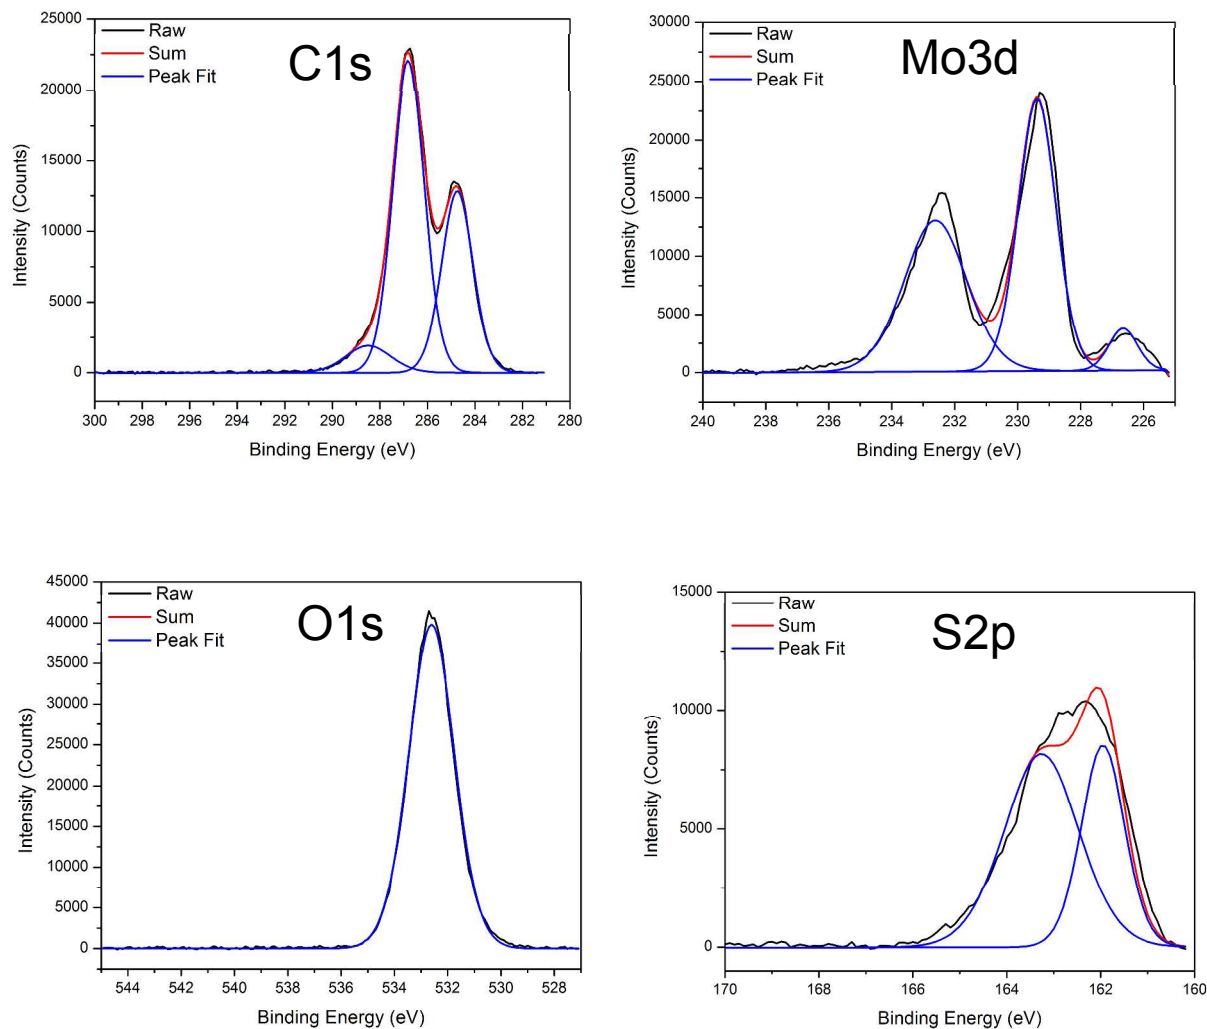 C1s
Raw
Sum
Peak Fit
25000
20000
15000
10000
5000
0
Intensity (Counts)
300 298 296 294 292 290 288 286 284 282 280
Binding Energy (eV)
Mo3d
Raw
Sum
Peak Fit
30000
25000
20000
15000
10000
5000
0
Intensity (Counts)
240 238 236 234 232 230 228 226
Binding Energy (eV)
O1s
Raw
Sum
Peak Fit
45000
40000
35000
30000
25000
20000
15000
10000
5000
0
Intensity (Counts)
544 542 540 538 536 534 532 530 528
Binding Energy (eV)
S2p
Raw
Sum
Peak Fit
15000
10000
5000
0
Intensity (Counts)
170 168 166 164 162 160
Binding Energy (eV)